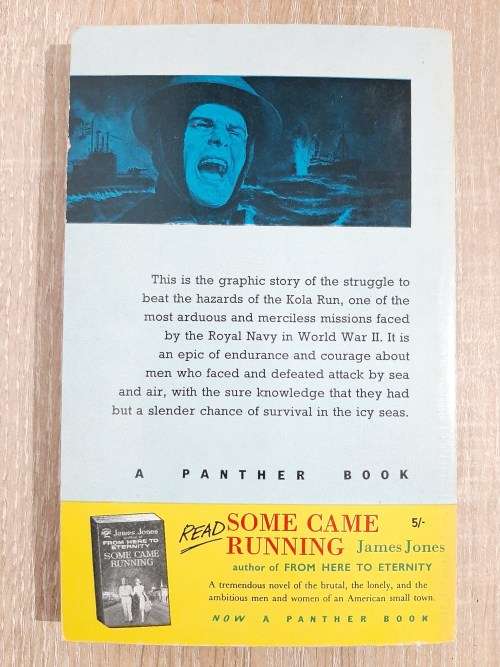 This is the graphic story of the struggle to
beat the hazards of the Kola Run, one of the
most arduous and merciless missions faced
by the Royal Navy in World War II. It is
an epic of endurance and courage about
men who faced and defeated attack by sea
and air, with the sure knowledge that they had
but a slender chance of survival in the icy seas.
A PANTHER BOOK
James Jones
FROM HERE TO
ETERNITY
SOME CAME
RUNNING
READ SOME CAME 5/-
RUNNING James Jones
author of FROM HERE TO ETERNITY
A tremendous novel of the brutal, the lonely, and the
ambitious men and women of an American small town.
NOW A PANTHER BOOK